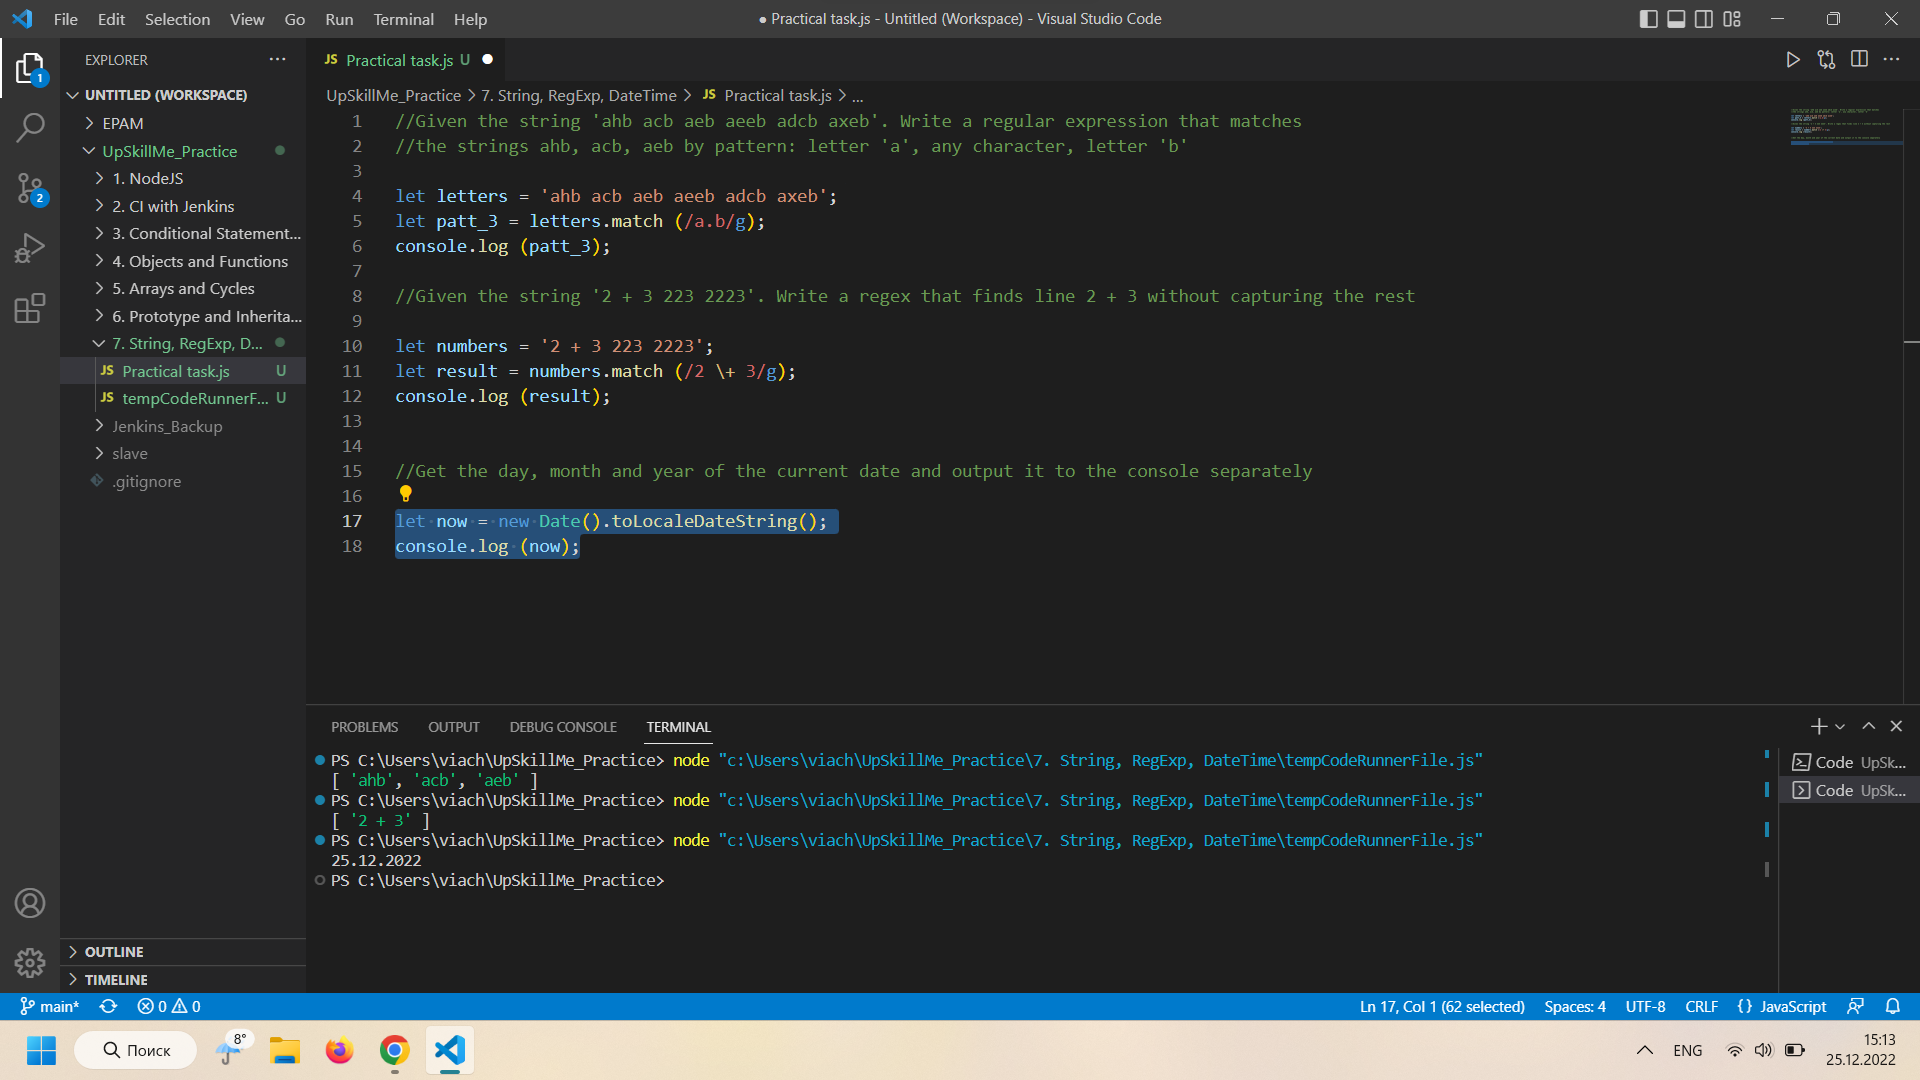 File Edit Selection View Go Run Terminal Help
● Practical task.js - Untitled (Workspace) - Visual Studio Code
EXPLORER
UNTITLED (WORKSPACE)
EPAM
UpSkillMe_Practice
1. NodeJS
2. CI with Jenkins
3. Conditional Statement...
4. Objects and Functions
5. Arrays and Cycles
6. Prototype and Inherita...
7. String, RegExp, D...
JS Practical task.js U
JS tempCodeRunnerF... U
Jenkins_Backup
slave
.gitignore
OUTLINE
TIMELINE
1
2
JS Practical task.js U
UpSkillMe_Practice > 7. String, RegExp, DateTime > JS Practical task.js > ...
1 //Given the string 'ahb acb aeb aeeb adcb axeb'. Write a regular expression that matches
2 //the strings ahb, acb, aeb by pattern: letter 'a', any character, letter 'b'
3
4 let letters = 'ahb acb aeb aeeb adcb axeb';
5 let patt_3 = letters.match (/a.b/g);
6 console.log (patt_3);
7
8 //Given the string '2 + 3 223 2223'. Write a regex that finds line 2 + 3 without capturing the rest
9
10 let numbers = '2 + 3 223 2223';
11 let result = numbers.match (/2 \+ 3/g);
12 console.log (result);
13
14
15 //Get the day, month and year of the current date and output it to the console separately
16
17 let now = new Date().toLocaleDateString();
18 console.log (now);
PROBLEMS OUTPUT DEBUG CONSOLE TERMINAL
PS C:\Users\viach\UpSkillMe_Practice> node "c:\Users\viach\UpSkillMe_Practice\7. String, RegExp, DateTime\tempCodeRunnerFile.js"
[ 'ahb', 'acb', 'aeb' ]
PS C:\Users\viach\UpSkillMe_Practice> node "c:\Users\viach\UpSkillMe_Practice\7. String, RegExp, DateTime\tempCodeRunnerFile.js"
[ '2 + 3' ]
PS C:\Users\viach\UpSkillMe_Practice> node "c:\Users\viach\UpSkillMe_Practice\7. String, RegExp, DateTime\tempCodeRunnerFile.js"
25.12.2022
PS C:\Users\viach\UpSkillMe_Practice>
Code UpSk...
Code UpSk...
main* 0 0
Ln 17, Col 1 (62 selected) Spaces: 4 UTF-8 CRLF {} JavaScript
Поиск
8°
ENG
15:13
25.12.2022